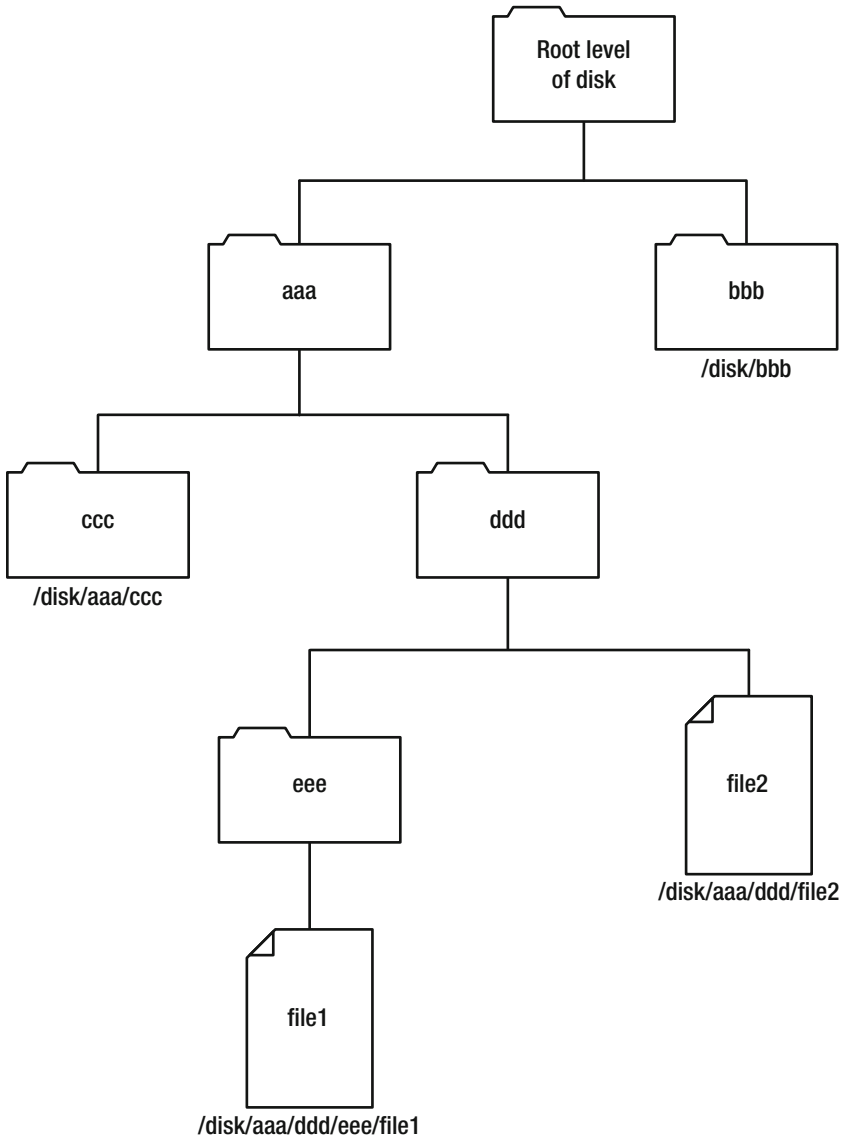 Root level
of disk
aaa
bbb
/disk/bbb
ccc
ddd
/disk/aaa/ccc
eee
file2
/disk/aaa/ddd/file2
file1
/disk/aaa/ddd/eee/file1